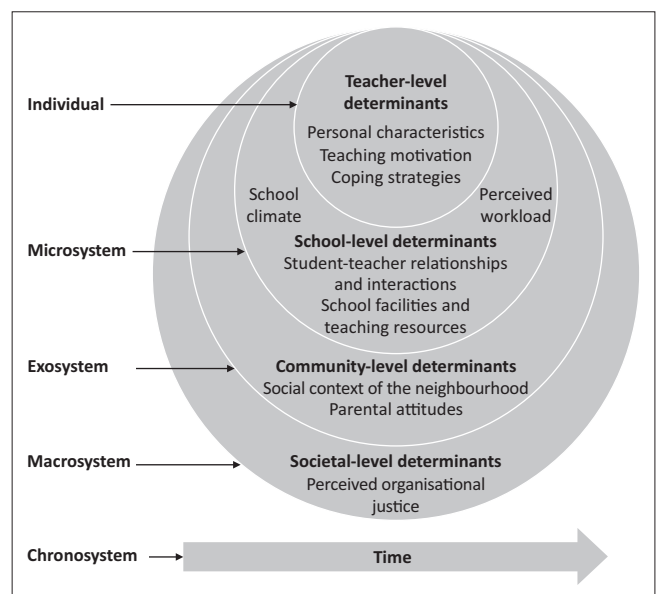 Individual
Teacher-level
determinants
Personal characteristics
Teaching motivation
Coping strategies
School
climate
Perceived
workload
Microsystem
School-level determinants
Student-teacher relationships
and interactions
School facilities and
teaching resources
Exosystem
Community-level determinants
Social context of the neighbourhood
Parental attitudes
Macrosystem
Societal-level determinants
Perceived organisational
justice
Chronosystem
Time